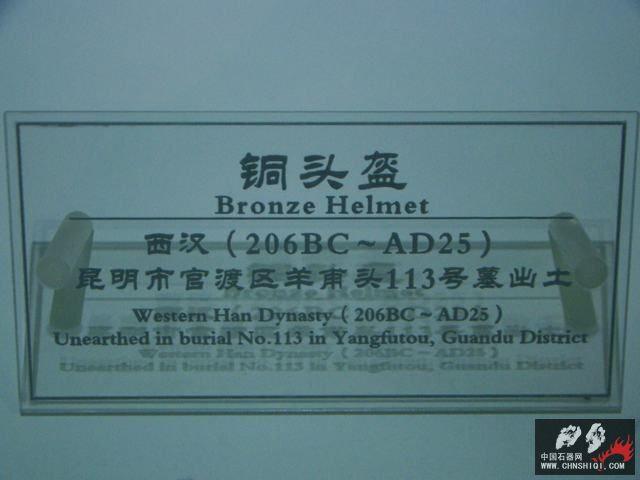 铜头盔
Bronze Helmet
西汉（206BC～AD25）
昆明市官渡区羊甫头113号墓出土
Western Han Dynasty（206BC～AD25）
Unearthed in burial No.113 in Yangfutou, Guandu District
中国石器网
www.CHNSHIQI.COM